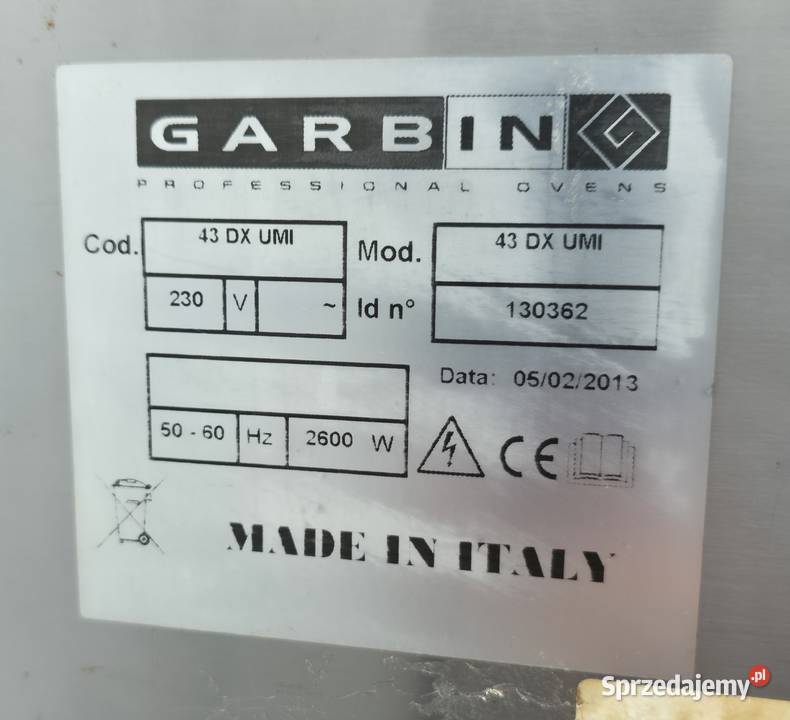 GARBIN
PROFESSIONAL OVENS
Cod. 43 DX UMI Mod. 43 DX UMI
230 V ~ Id n° 130362
Data: 05/02/2013
50 - 60 Hz 2600 W
CE
MADE IN ITALY
Sprzedajemy.pl